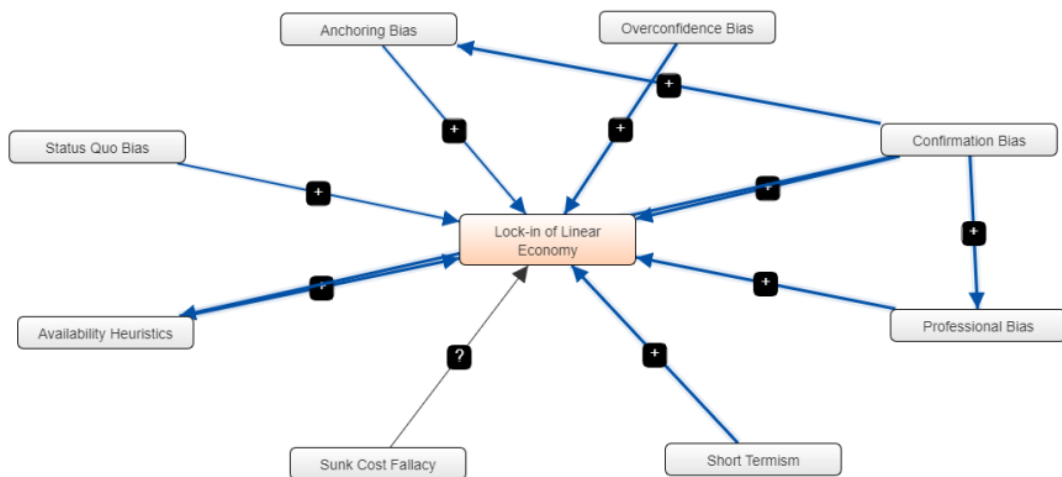 Anchoring Bias
Overconfidence Bias
+
+
+
Confirmation Bias
Status Quo Bias
+
+
Lock-in of Linear
Economy
+
+
+
Availability Heuristics
Professional Bias
?
+
Sunk Cost Fallacy
Short Termism